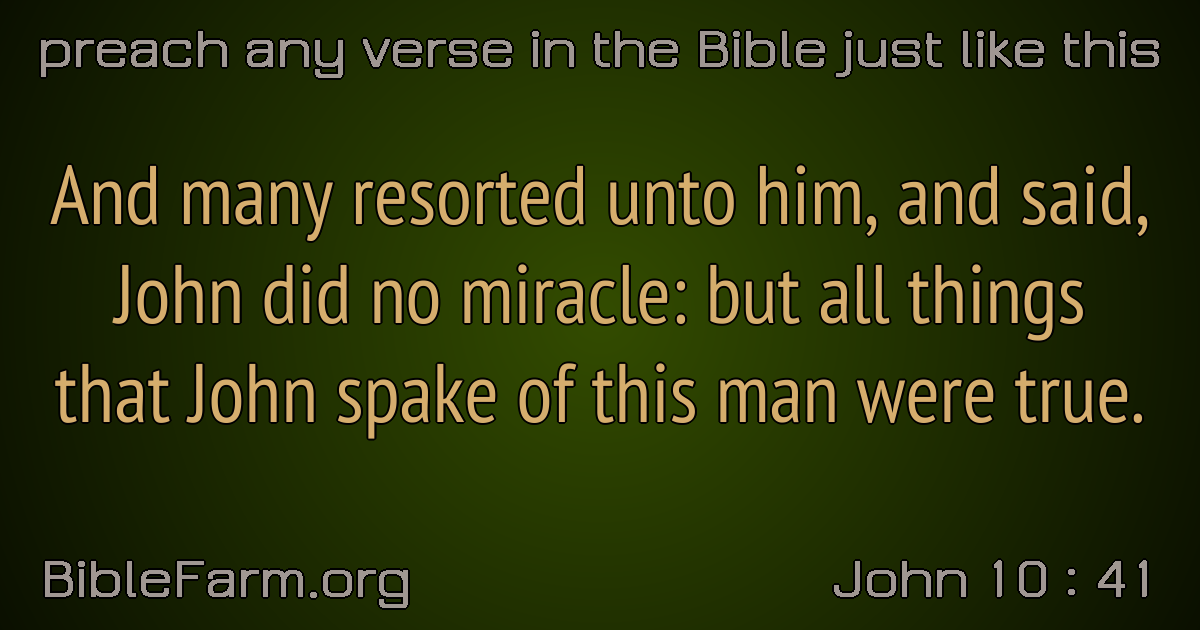 preach any verse in the Bible just like this
And many resorted unto him, and said,
John did no miracle: but all things
that John spake of this man were true.
BibleFarm.org
John 10 : 41